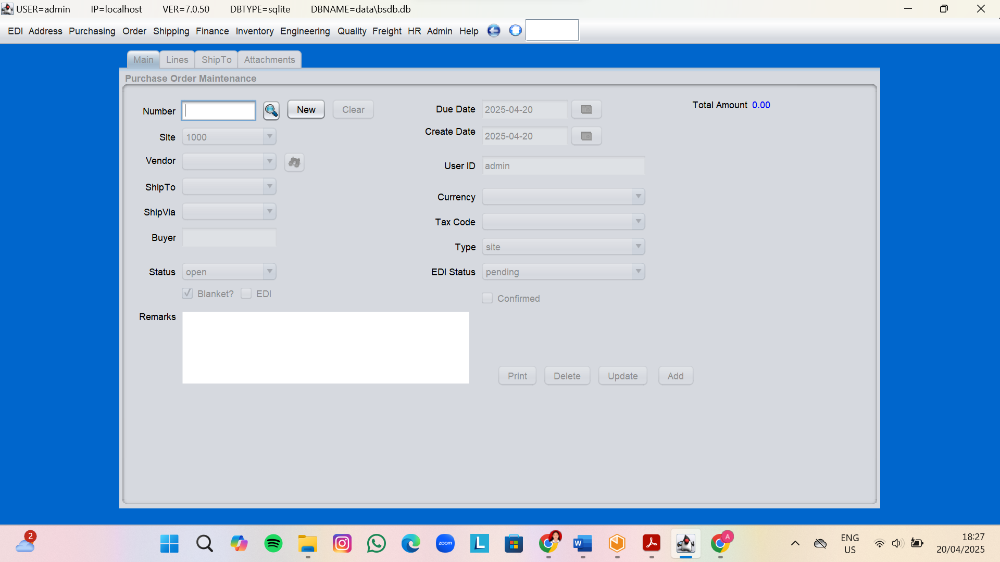 USER=admin IP=localhost VER=7.0.50 DBTYPE=sqlite DBNAME=data\bsdb.db
EDI Address Purchasing Order Shipping Finance Inventory Engineering Quality Freight HR Admin Help
Main Lines ShipTo Attachments
Purchase Order Maintenance
Number New Clear Due Date 2025-04-20 Total Amount 0.00
Site 1000 Create Date 2025-04-20
Vendor User ID admin
ShipTo Currency
ShipVia Tax Code
Buyer Type site
Status open EDI Status pending
Blanket? EDI Confirmed
Remarks
Print Delete Update Add
2 zoom L W A ENG 18:27
US 20/04/2025